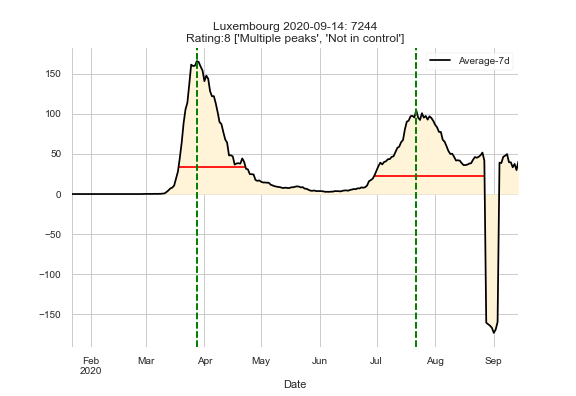 Luxembourg 2020-09-14: 7244
Rating:8 ['Multiple peaks', 'Not in control']
Average-7d
150
100
50
0
−50
−100
−150
Feb Mar Apr May Jun Jul Aug Sep
2020
Date